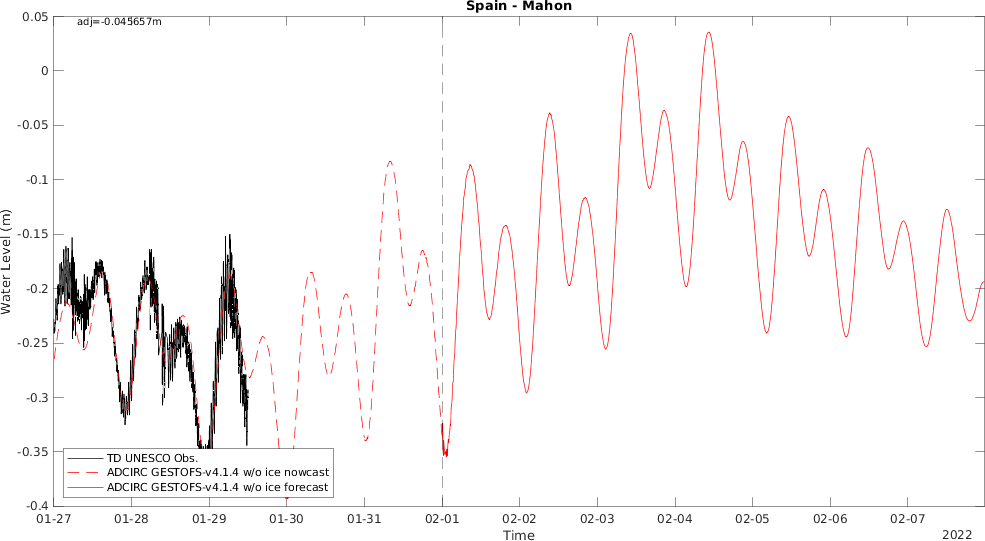 Spain - Mahon
adj=-0.045657m
0.05
0
-0.05
-0.1
-0.15
-0.2
-0.25
-0.3
-0.35
-0.4
Water Level (m)
TD UNESCO Obs.
ADCIRC GESTOFS-v4.1.4 w/o ice nowcast
ADCIRC GESTOFS-v4.1.4 w/o ice forecast
01-27 01-28 01-29 01-30 01-31 02-01 02-02 02-03 02-04 02-05 02-06 02-07
Time
2022